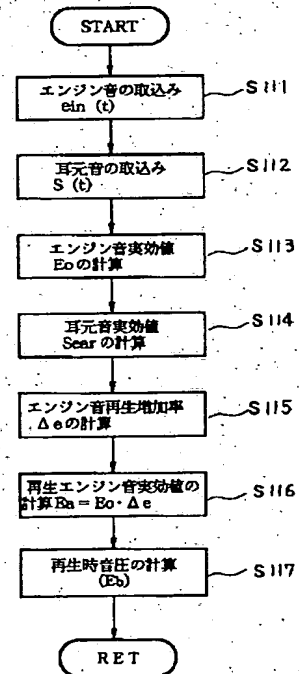 START
エンジン音の取込み
ein (t)
S111
耳元音の取込み
S (t)
S112
エンジン音実効値
Eoの計算
S113
耳元音実効値
Searの計算
S114
エンジン音再生増加率
Δeの計算
S115
再生エンジン音実効値の
計算Ea=Eo・Δe
S116
再生時音圧の計算
(Eb)
S117
RET